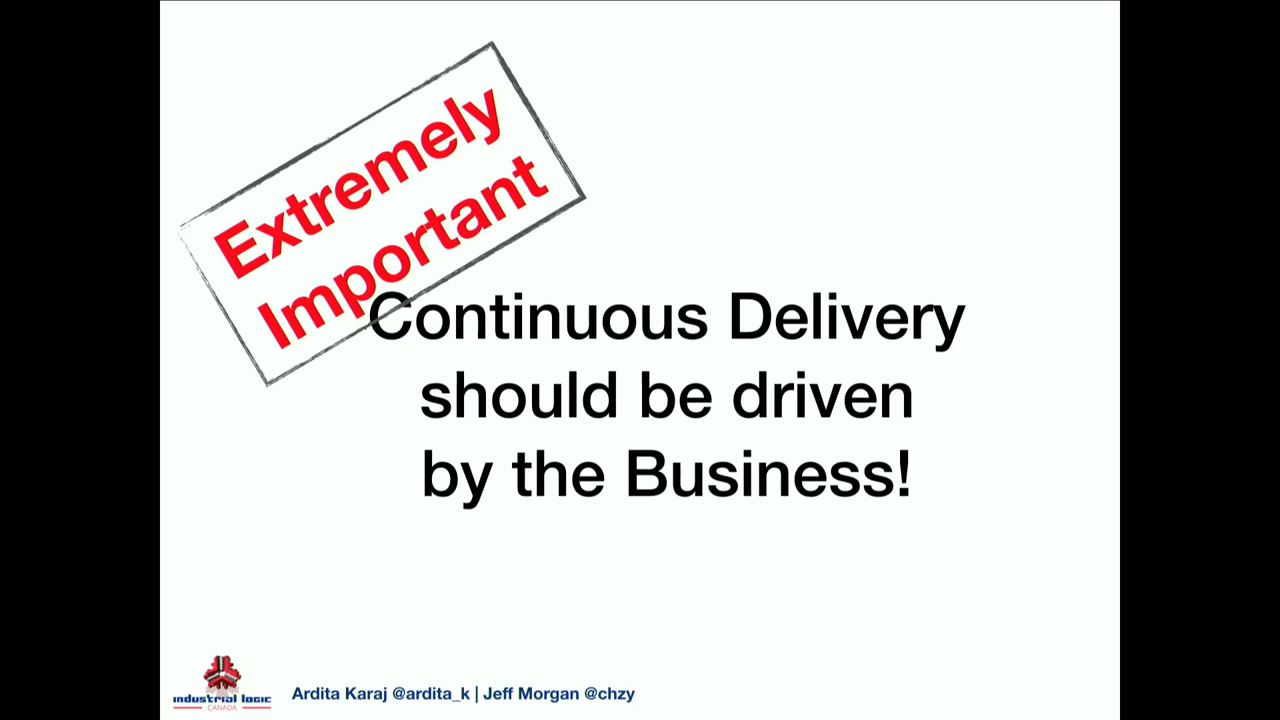 Extremely
Important
Continuous Delivery
should be driven
by the Business!
industrial logic
CANADA
Ardita Karaj @ardita_k | Jeff Morgan @chzy